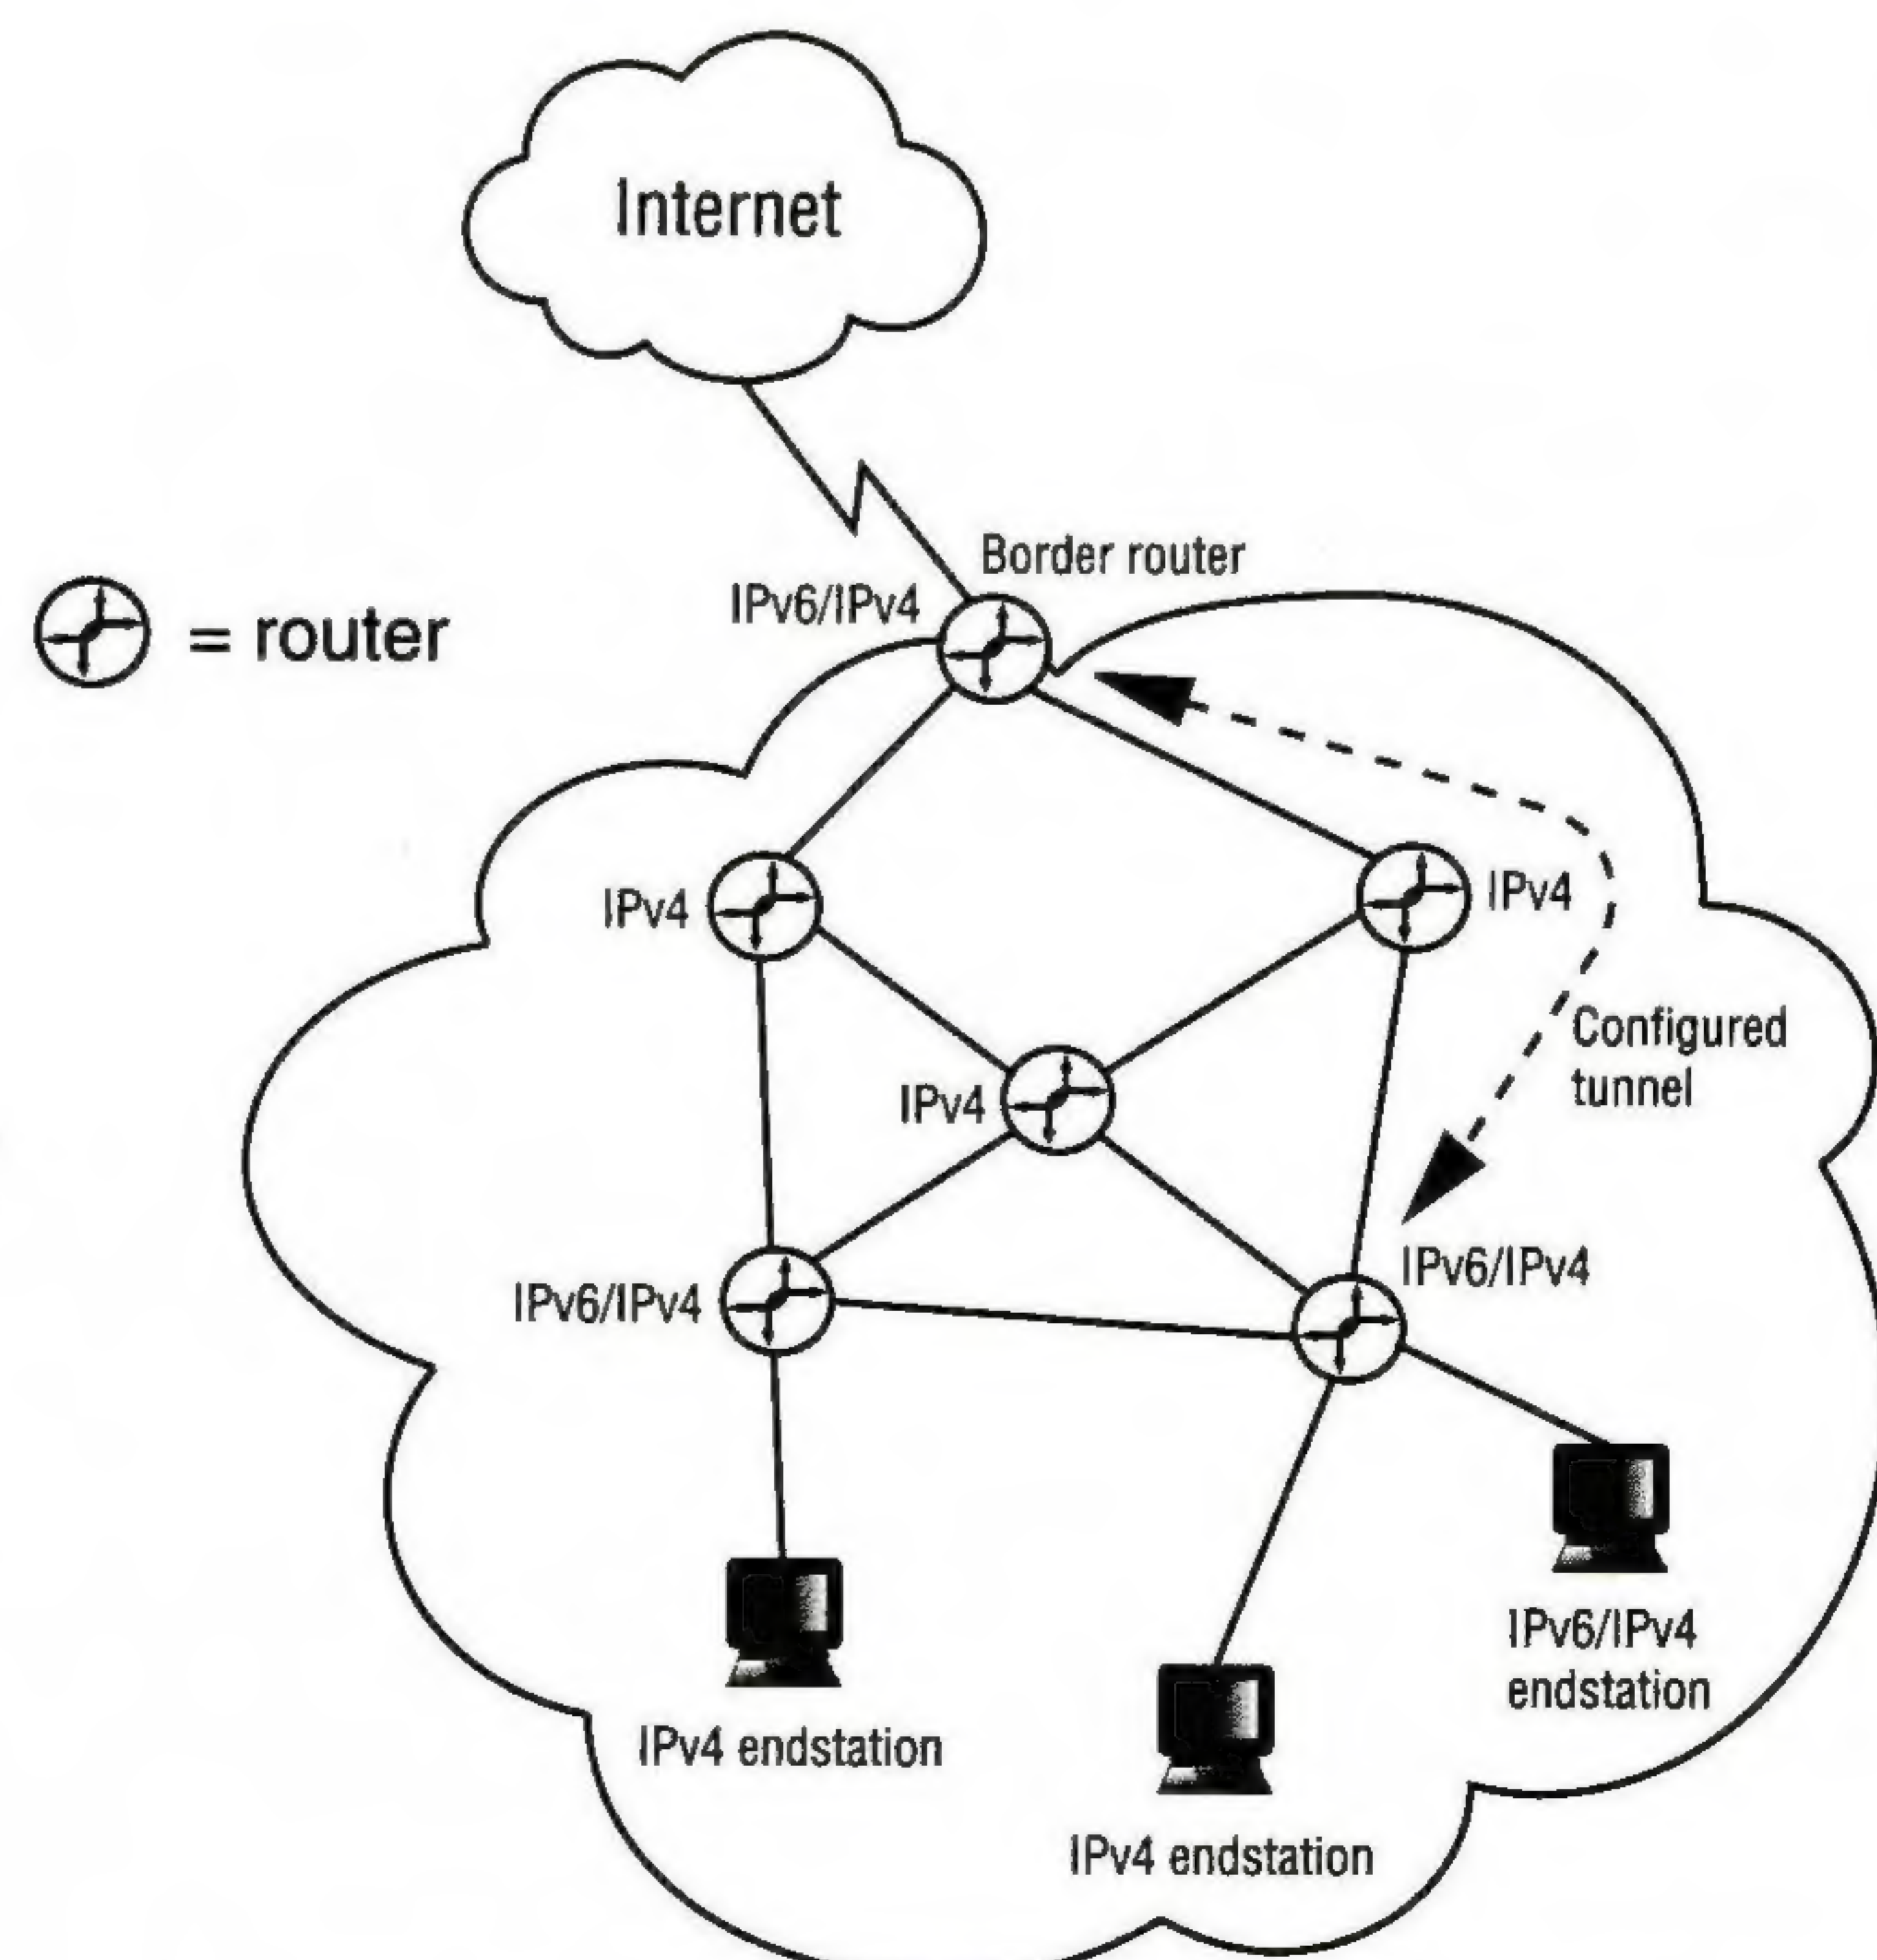 Internet
Border router
IPv6/IPv4
= router
IPv4
IPv4
Configured
tunnel
IPv4
IPv6/IPv4
IPv6/IPv4
IPv6/IPv4
endstation
IPv4 endstation
IPv4 endstation